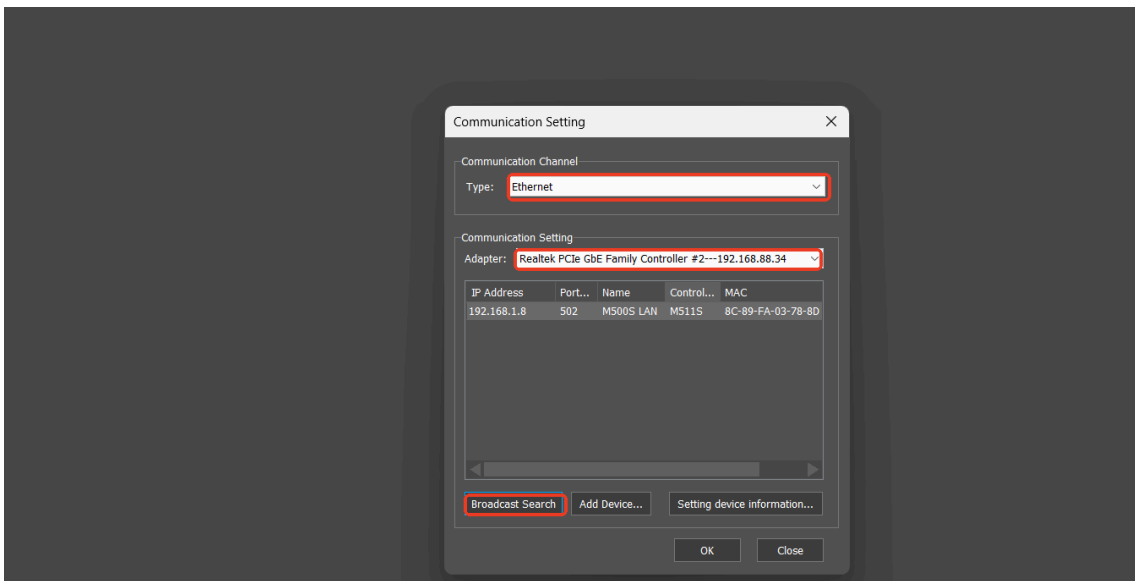 Communication Setting
Communication Channel
Type: Ethernet
Communication Setting
Adapter: Realtek PCIe GbE Family Controller #2---192.168.88.34
IP Address Port... Name Control... MAC
192.168.1.8 502 M500S LAN M511S 8C-89-FA-03-78-8D
Broadcast Search Add Device... Setting device information...
OK Close